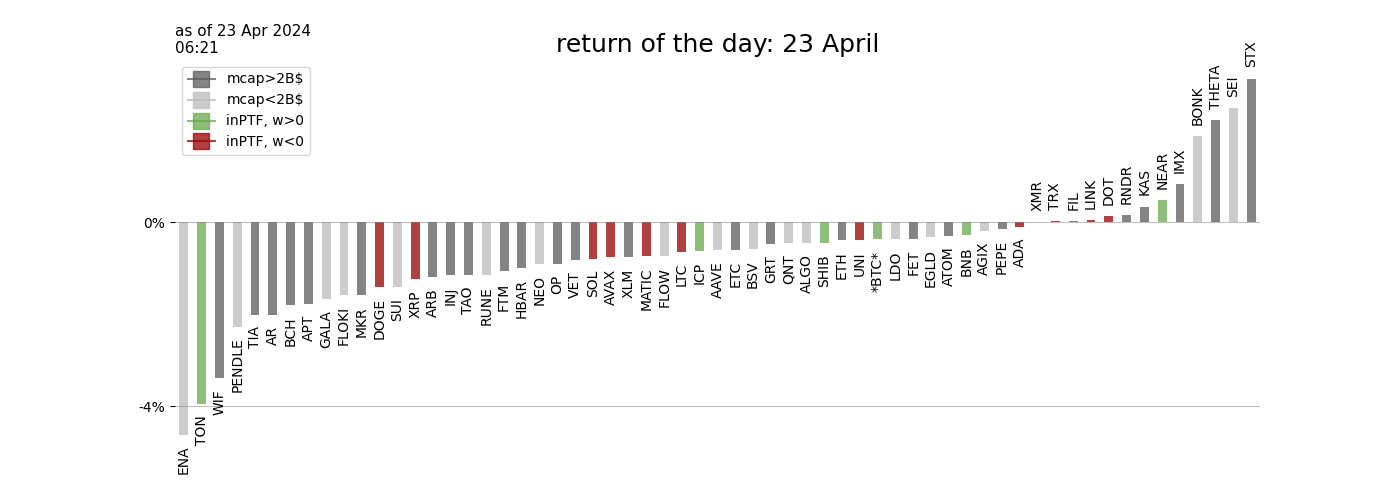 as of 23 Apr 2024
06:21
return of the day: 23 April
mcap>2B$
mcap<2B$
inPTF, w>0
inPTF, w<0
0%
-4%
ENA
TON
WIF
PENDLE
TIA
AR
BCH
APT
GALA
FLOKI
MKR
DOGE
SUI
XRP
ARB
INJ
TAO
RUNE
FTM
HBAR
NEO
OP
VET
SOL
AVAX
XLM
MATIC
FLOW
LTC
ICP
AAVE
ETC
BSV
GRT
QNT
ALGO
SHIB
ETH
UNI
*BTC*
LDO
FET
EGLD
ATOM
BNB
AGIX
PEPE
ADA
XMR
TRX
FIL
LINK
DOT
RNDR
KAS
NEAR
IMX
BONK
THETA
SEI
STX